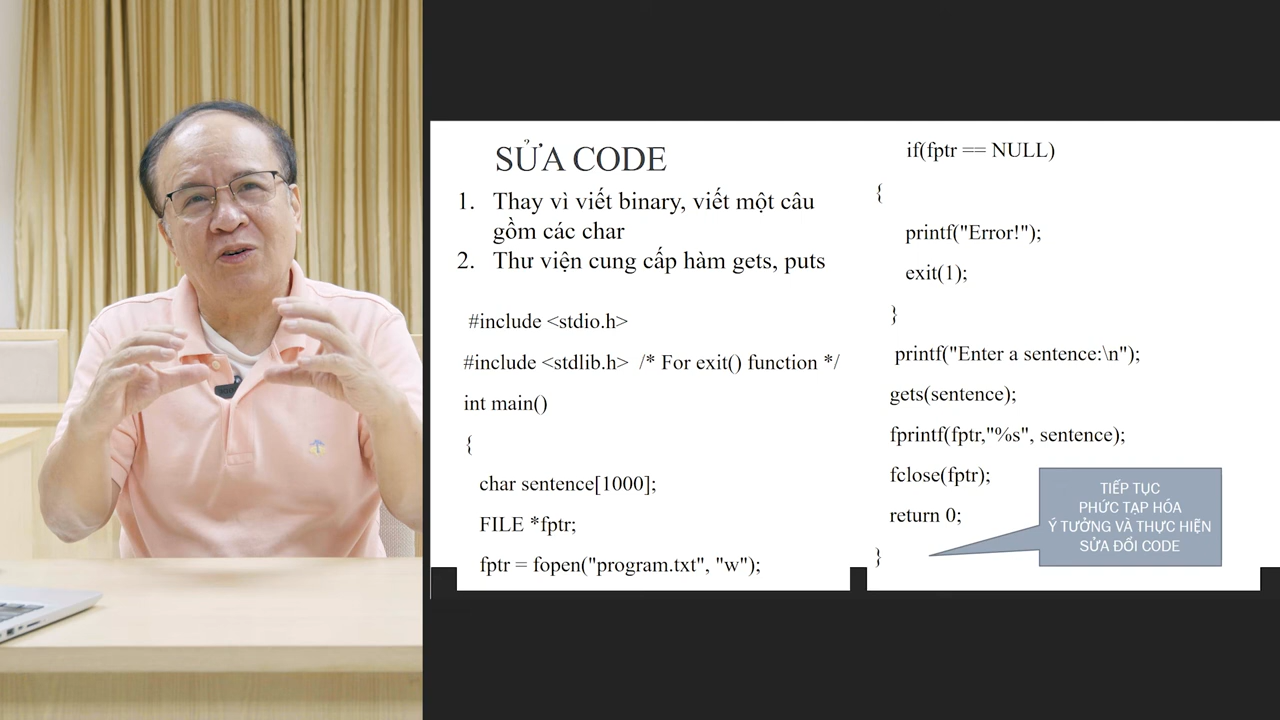 SỬA CODE
1. Thay vì viết binary, viết một câu
gồm các char
2. Thư viện cung cấp hàm gets, puts
#include <stdio.h>
#include <stdlib.h> /* For exit() function */
int main()
{
char sentence[1000];
FILE *fptr;
fptr = fopen("program.txt", "w");
if(fptr == NULL)
{
printf("Error!");
exit(1);
}
printf("Enter a sentence:\n");
gets(sentence);
fprintf(fptr,"%s", sentence);
fclose(fptr);
return 0;
}
TIẾP TỤC
PHỨC TẠP HÓA
Ý TƯỞNG VÀ THỰC HIỆN
SỬA ĐỔI CODE